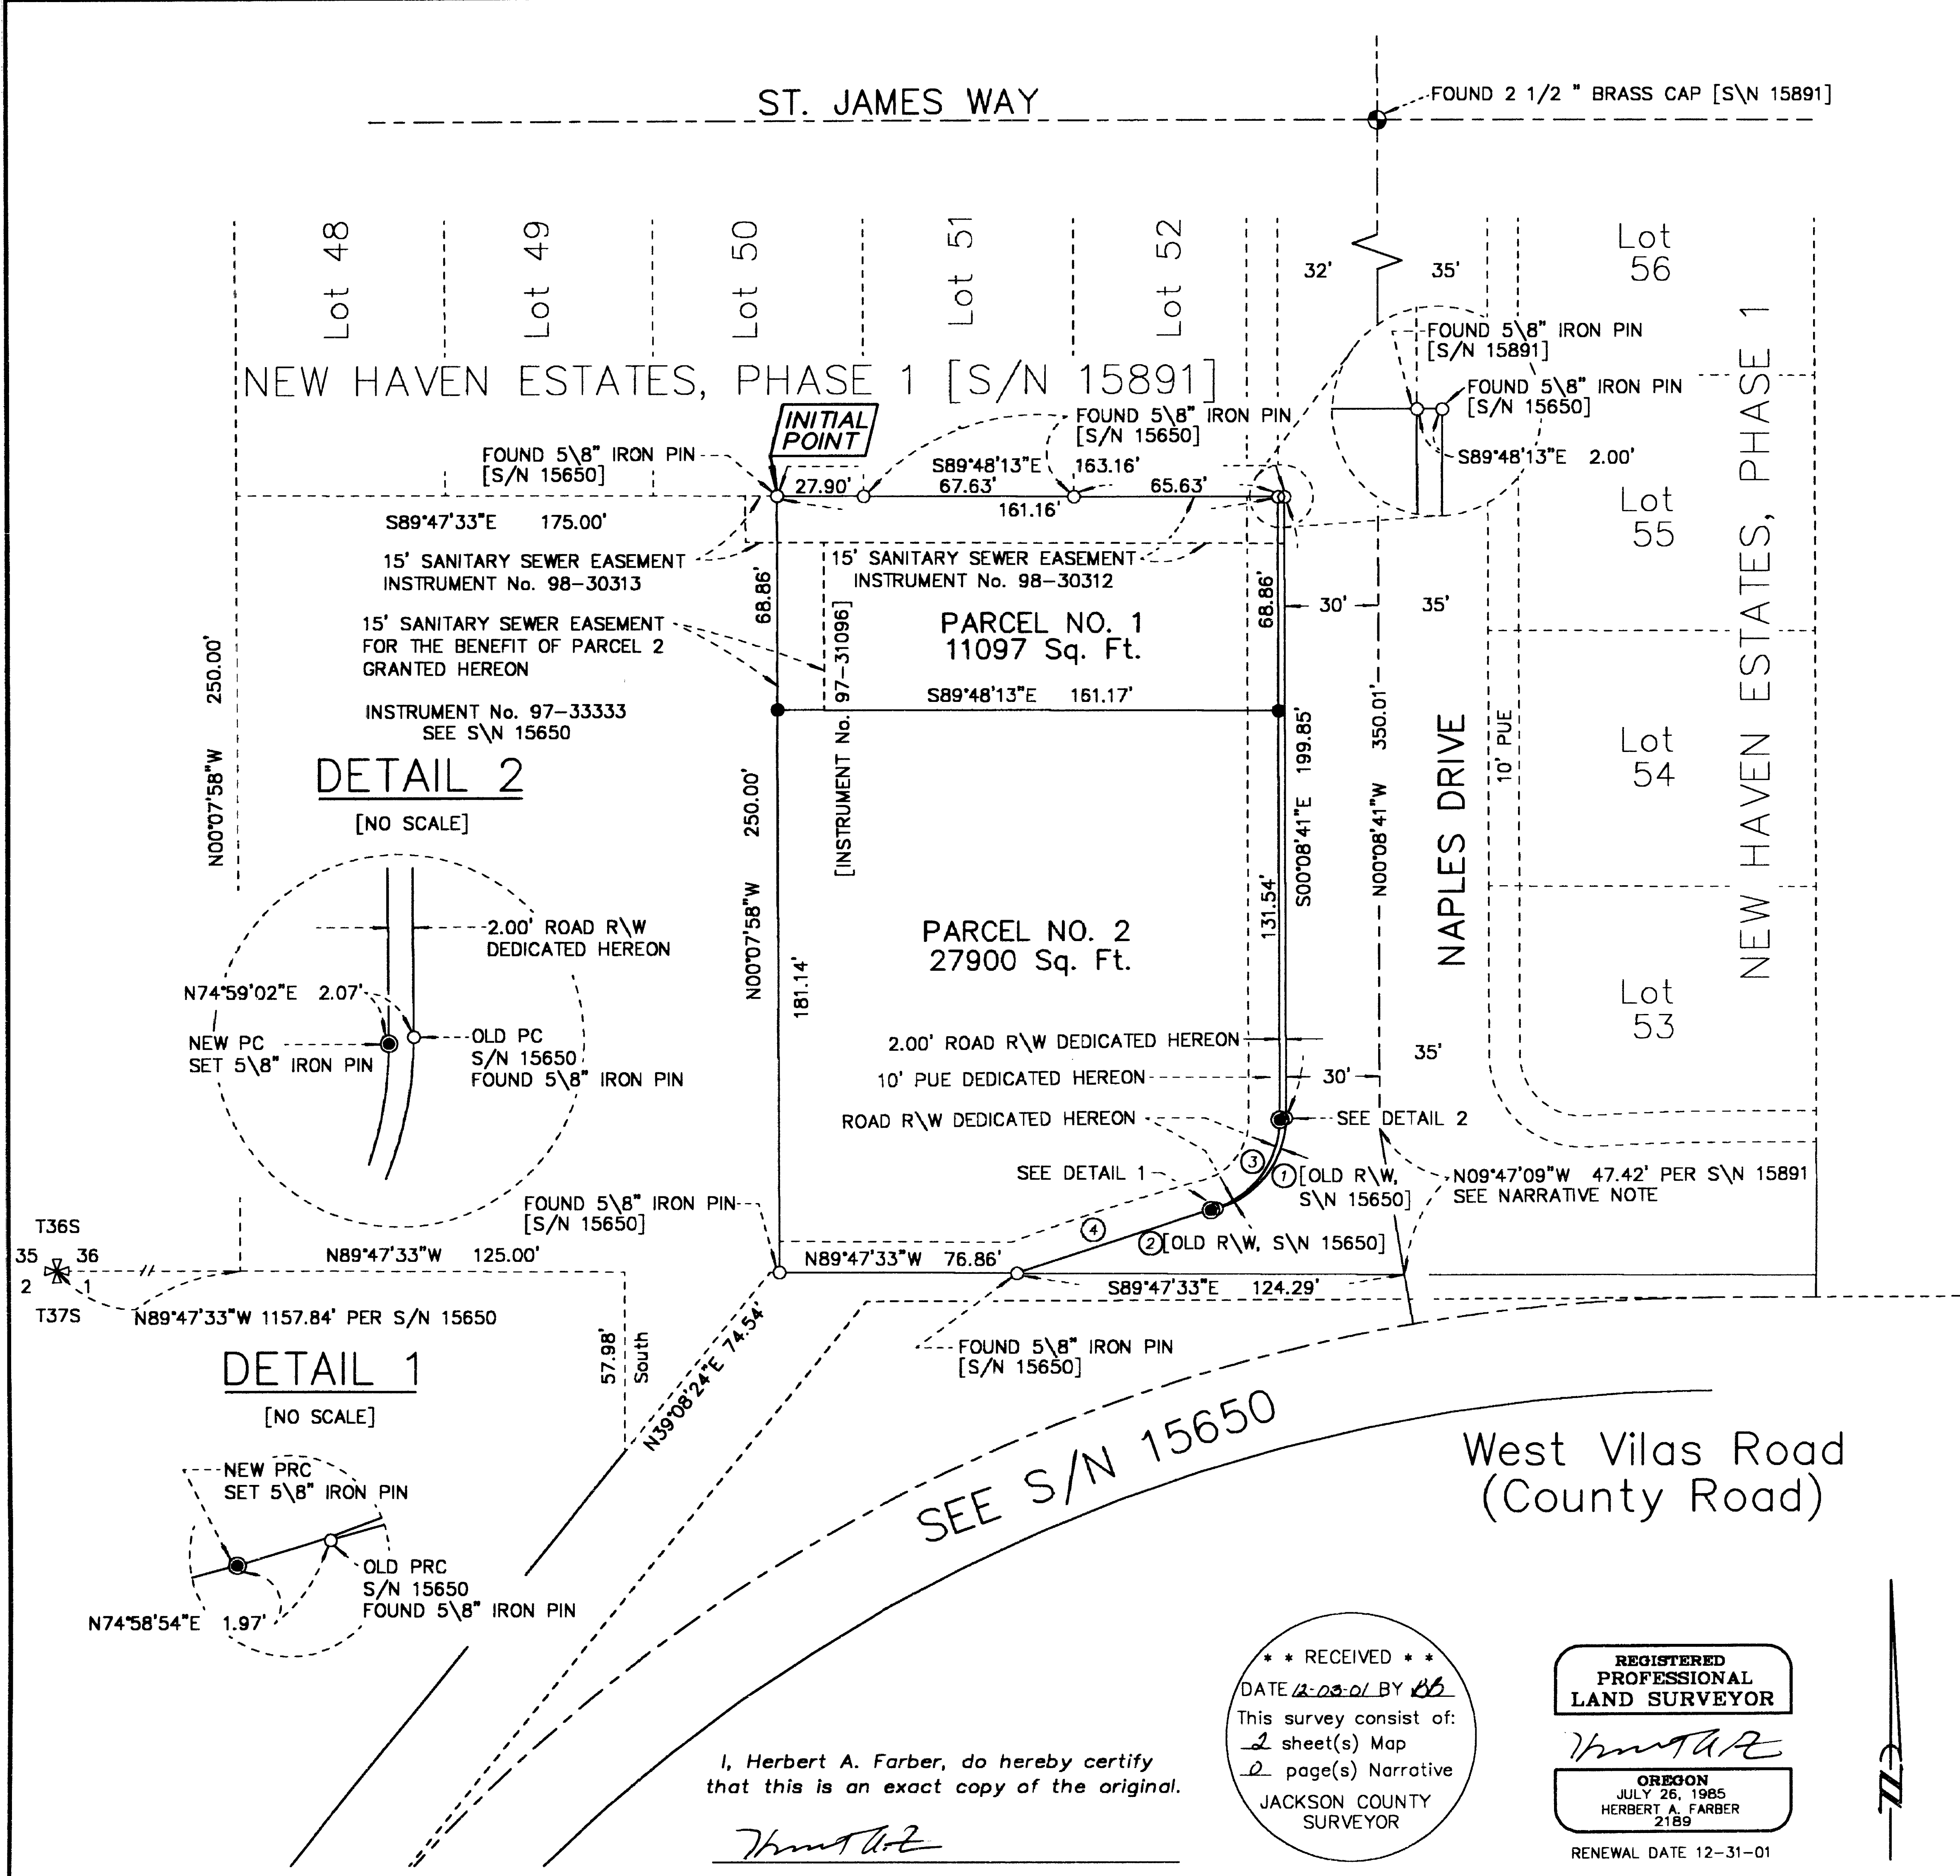 ST. JAMES WAY
FOUND 2 1/2 " BRASS CAP [S\N 15891]
Lot 48
Lot 49
Lot 50
Lot 51
Lot 52
32'
35'
Lot
56
NEW HAVEN ESTATES, PHASE 1 [S/N 15891]
FOUND 5\8" IRON PIN
[S/N 15891]
FOUND 5\8" IRON PIN
[S/N 15650]
S89°48'13"E 2.00'
INITIAL
POINT
FOUND 5\8" IRON PIN
[S/N 15650]
FOUND 5\8" IRON PIN
[S/N 15650]
S89°48'13"E 163.16'
27.90'
67.63'
65.63'
161.16'
S89°47'33"E 175.00'
15' SANITARY SEWER EASEMENT
INSTRUMENT No. 98-30313
15' SANITARY SEWER EASEMENT
INSTRUMENT No. 98-30312
15' SANITARY SEWER EASEMENT
FOR THE BENEFIT OF PARCEL 2
GRANTED HEREON
INSTRUMENT No. 97-33333
SEE S\N 15650
68.86'
[INSTRUMENT No. 97-31096]
PARCEL NO. 1
11097 Sq. Ft.
68.86'
30'
35'
S89°48'13"E 161.17'
N00°07'58"W 250.00'
N00°07'58"W 250.00'
181.14'
PARCEL NO. 2
27900 Sq. Ft.
131.54'
S00°08'41"E 199.85'
N00°08'41"W 350.01'
NAPLES DRIVE
10' PUE
Lot
55
Lot
54
Lot
53
NEW HAVEN ESTATES, PHASE 1
DETAIL 2
[NO SCALE]
2.00' ROAD R\W
DEDICATED HEREON
N74°59'02"E 2.07'
NEW PC
SET 5\8" IRON PIN
OLD PC
S/N 15650
FOUND 5\8" IRON PIN
2.00' ROAD R\W DEDICATED HEREON
10' PUE DEDICATED HEREON
30'
35'
ROAD R\W DEDICATED HEREON
SEE DETAIL 2
SEE DETAIL 1
3
1 [OLD R\W,
S\N 15650]
N09°47'09"W 47.42' PER S\N 15891
SEE NARRATIVE NOTE
4
2 [OLD R\W, S\N 15650]
FOUND 5\8" IRON PIN
[S/N 15650]
T36S
35 36
2 1
T37S
N89°47'33"W 125.00'
N89°47'33"W 76.86'
S89°47'33"E 124.29'
N89°47'33"W 1157.84' PER S/N 15650
57.98'
South
N39°08'24"E 74.54'
FOUND 5\8" IRON PIN
[S/N 15650]
DETAIL 1
[NO SCALE]
NEW PRC
SET 5\8" IRON PIN
OLD PRC
S/N 15650
FOUND 5\8" IRON PIN
N74°58'54"E 1.97'
SEE S/N 15650
West Vilas Road
(County Road)
* * RECEIVED * *
DATE 12-03-01 BY BB
This survey consist of:
2 sheet(s) Map
0 page(s) Narrative
JACKSON COUNTY
SURVEYOR
REGISTERED
PROFESSIONAL
LAND SURVEYOR
OREGON
JULY 26, 1985
HERBERT A. FARBER
2189
RENEWAL DATE 12-31-01
I, Herbert A. Farber, do hereby certify
that this is an exact copy of the original.